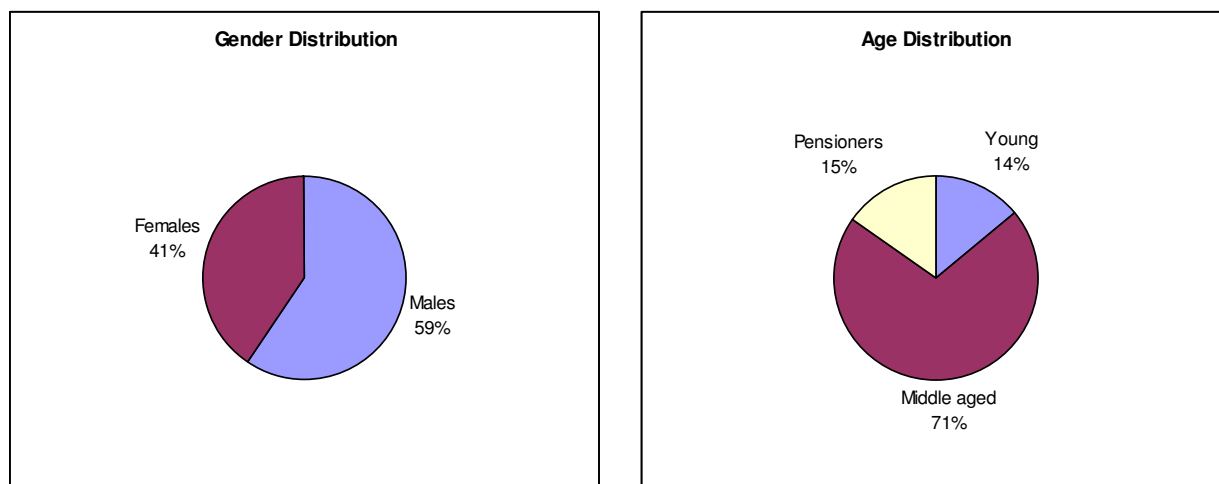 Gender Distribution
Females
41%
Males
59%
Age Distribution
Pensioners
15%
Young
14%
Middle aged
71%